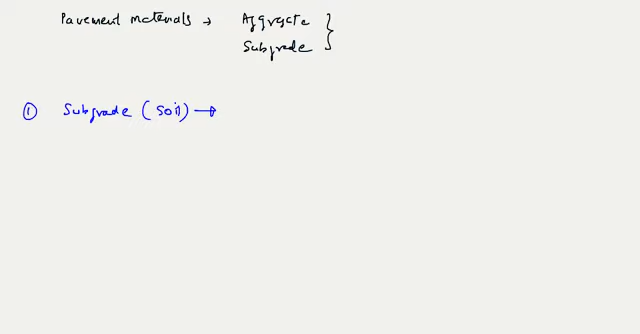 Pavement materials → Aggregate }
Subgrade
① Subgrade (Soil) →